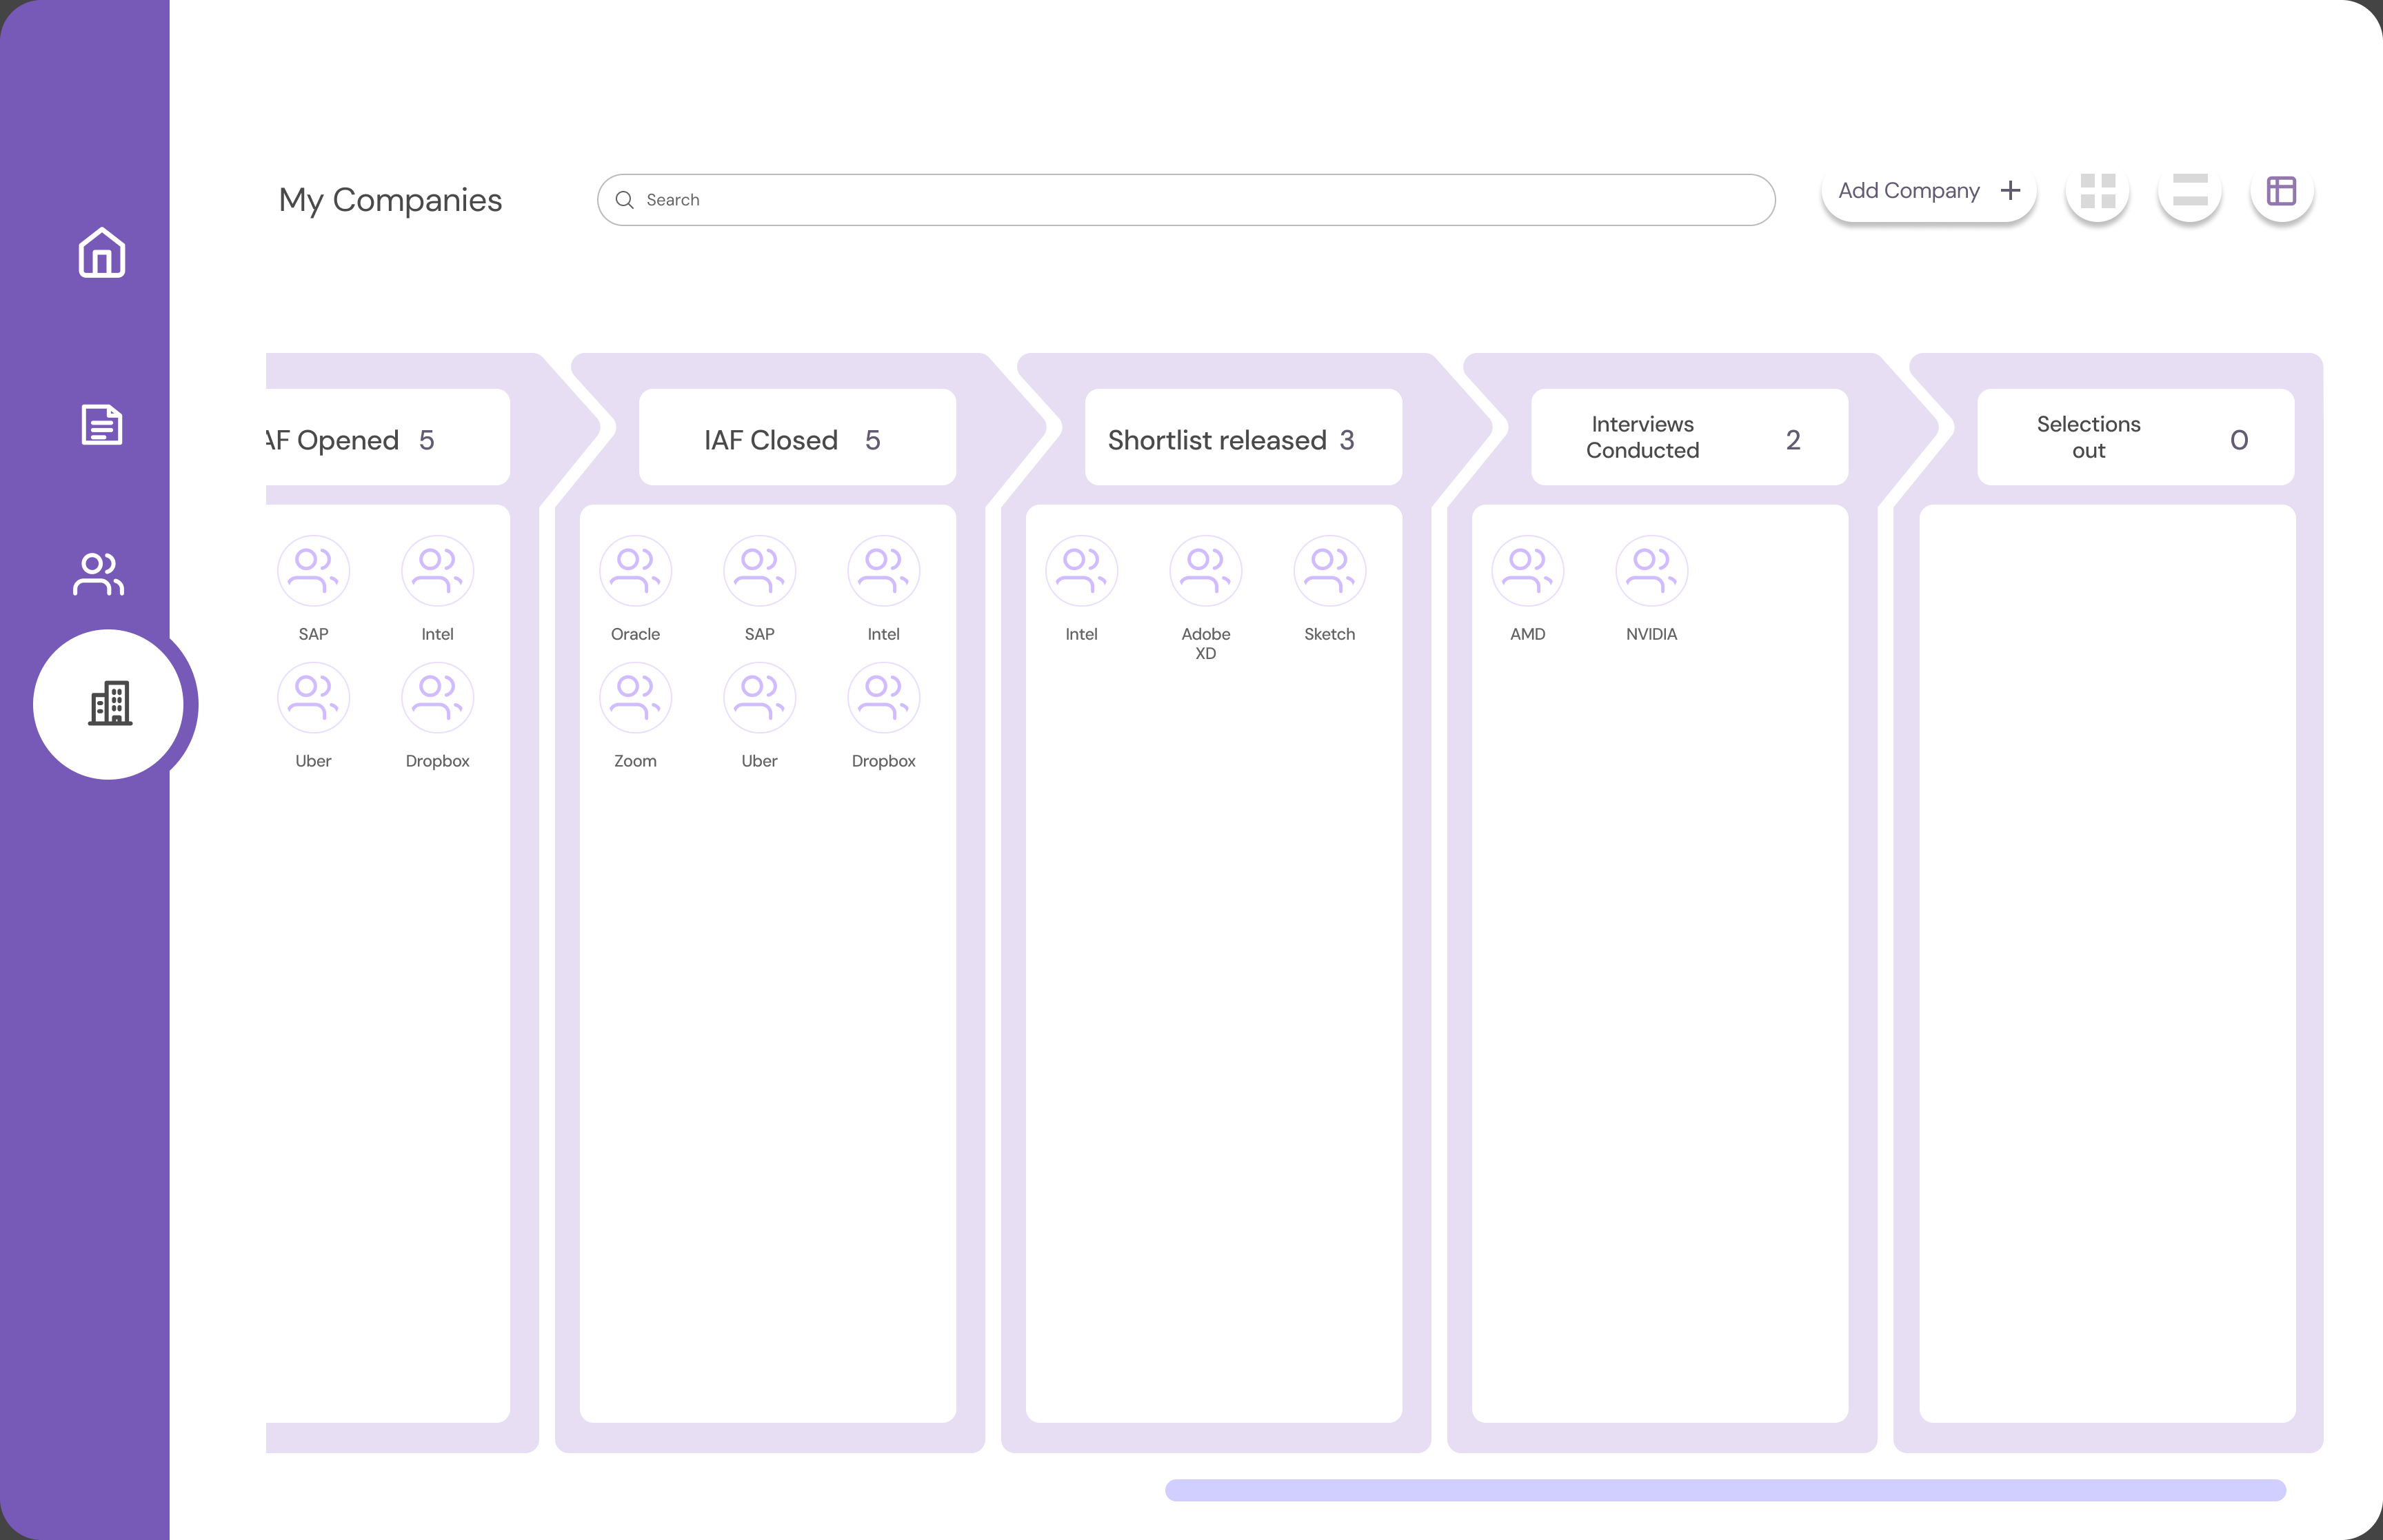 My Companies
Search
Add Company +
AF Opened 5
IAF Closed 5
Shortlist released 3
Interviews
Conducted
2
Selections
out
0
SAP
Intel
Uber
Dropbox
Oracle
SAP
Intel
Zoom
Uber
Dropbox
Intel
Adobe
XD
Sketch
AMD
NVIDIA